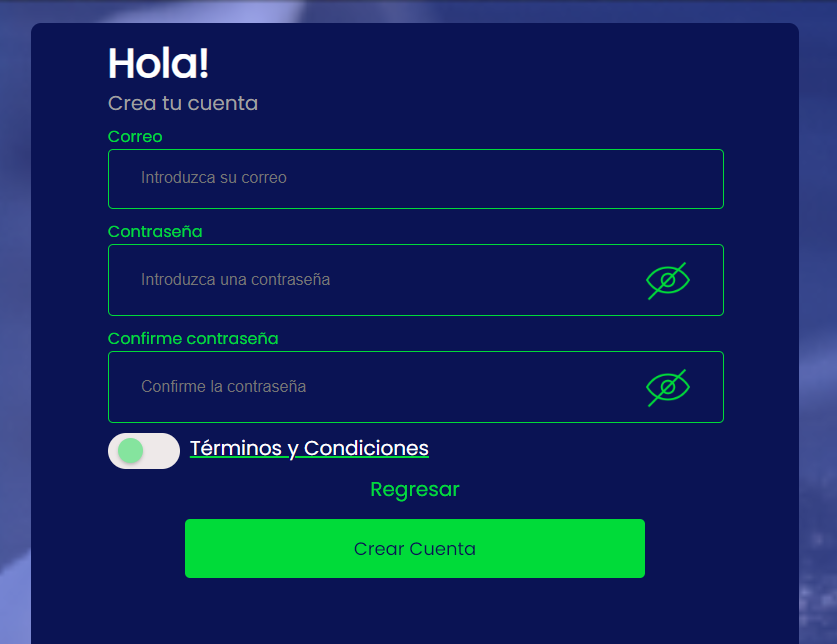 Hola!
Crea tu cuenta
Correo
Introduzca su correo
Contraseña
Introduzca una contraseña
Confirme contraseña
Confirme la contraseña
Términos y Condiciones
Regresar
Crear Cuenta